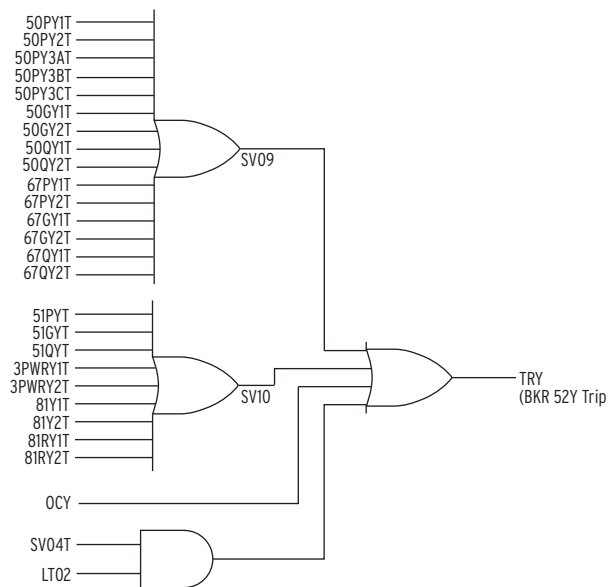 50PY1T
50PY2T
50PY3AT
50PY3BT
50PY3CT
50GY1T
50GY2T
50QY1T
50QY2T
67PY1T
67PY2T
67GY1T
67GY2T
67QY1T
67QY2T
SV09
51PYT
51GYT
51QYT
3PWRY1T
3PWRY2T
81Y1T
81Y2T
81RY1T
81RY2T
SV10
OCY
SV04T
LT02
TRY
(BKR 52Y Trip